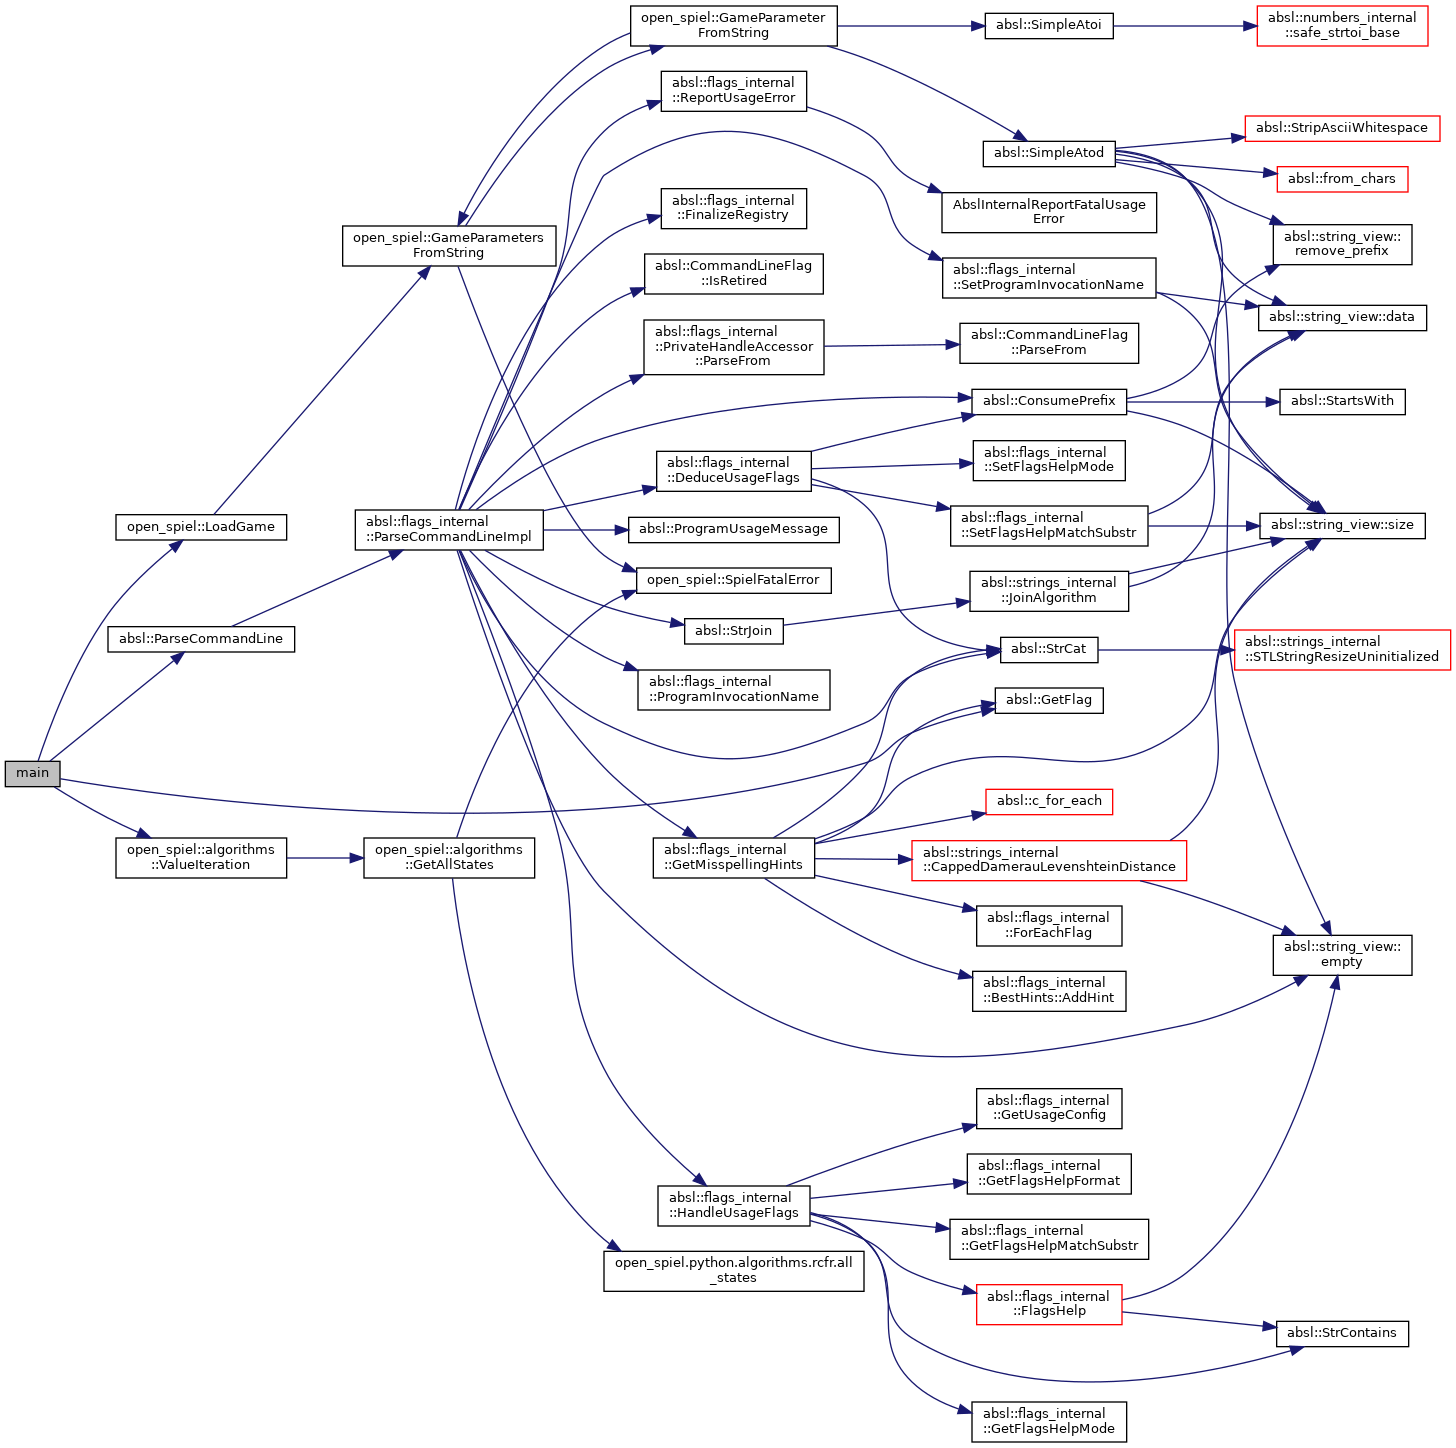 main
open_spiel::LoadGame
absl::ParseCommandLine
open_spiel::algorithms
::ValueIteration
open_spiel::GameParameters
FromString
absl::flags_internal
::ParseCommandLineImpl
open_spiel::algorithms
::GetAllStates
open_spiel::GameParameter
FromString
absl::flags_internal
::ReportUsageError
absl::flags_internal
::FinalizeRegistry
absl::CommandLineFlag
::IsRetired
absl::flags_internal
::PrivateHandleAccessor
::ParseFrom
absl::flags_internal
::DeduceUsageFlags
absl::ProgramUsageMessage
open_spiel::SpielFatalError
absl::StrJoin
absl::flags_internal
::ProgramInvocationName
absl::flags_internal
::GetMisspellingHints
absl::flags_internal
::HandleUsageFlags
open_spiel.python.algorithms.rcfr.all
_states
absl::SimpleAtoi
absl::SimpleAtod
AbslInternalReportFatalUsage
Error
absl::flags_internal
::SetProgramInvocationName
absl::CommandLineFlag
::ParseFrom
absl::ConsumePrefix
absl::flags_internal
::SetFlagsHelpMode
absl::flags_internal
::SetFlagsHelpMatchSubstr
absl::strings_internal
::JoinAlgorithm
absl::StrCat
absl::GetFlag
absl::c_for_each
absl::strings_internal
::CappedDamerauLevenshteinDistance
absl::flags_internal
::ForEachFlag
absl::flags_internal
::BestHints::AddHint
absl::flags_internal
::GetUsageConfig
absl::flags_internal
::GetFlagsHelpFormat
absl::flags_internal
::GetFlagsHelpMatchSubstr
absl::flags_internal
::FlagsHelp
absl::flags_internal
::GetFlagsHelpMode
absl::numbers_internal
::safe_strtoi_base
absl::StripAsciiWhitespace
absl::from_chars
absl::string_view::
remove_prefix
absl::string_view::data
absl::StartsWith
absl::string_view::size
absl::strings_internal
::STLStringResizeUninitialized
absl::string_view::
empty
absl::StrContains